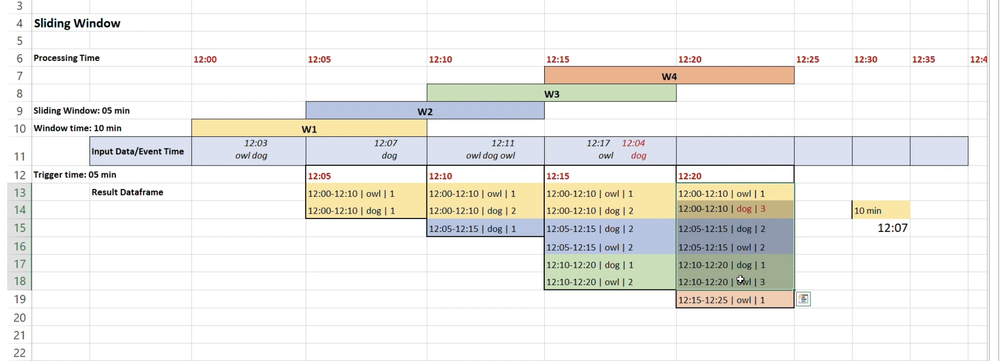 3
4 Sliding Window
5
6 Processing Time 12:00 12:05 12:10 12:15 12:20 12:25 12:30 12:35 12:4
7 W4
8 W3
9 Sliding Window: 05 min W2
10 Window time: 10 min W1
12:03 12:07 12:11 12:17 12:04
11 Input Data/Event Time owl dog dog owl dog owl owl dog
12 Trigger time: 05 min 12:05 12:10 12:15 12:20
13 Result Dataframe 12:00-12:10 | owl | 1 12:00-12:10 | owl | 1 12:00-12:10 | owl | 1 12:00-12:10 | owl | 1
14 12:00-12:10 | dog | 1 12:00-12:10 | dog | 2 12:00-12:10 | dog | 2 12:00-12:10 | dog | 3 10 min
15 12:05-12:15 | dog | 1 12:05-12:15 | dog | 2 12:05-12:15 | dog | 2 12:07
16 12:05-12:15 | owl | 2 12:05-12:15 | owl | 2
17 12:10-12:20 | dog | 1 12:10-12:20 | dog | 1
18 12:10-12:20 | owl | 2 12:10-12:20 | owl | 3
19 12:15-12:25 | owl | 1
20
21
22